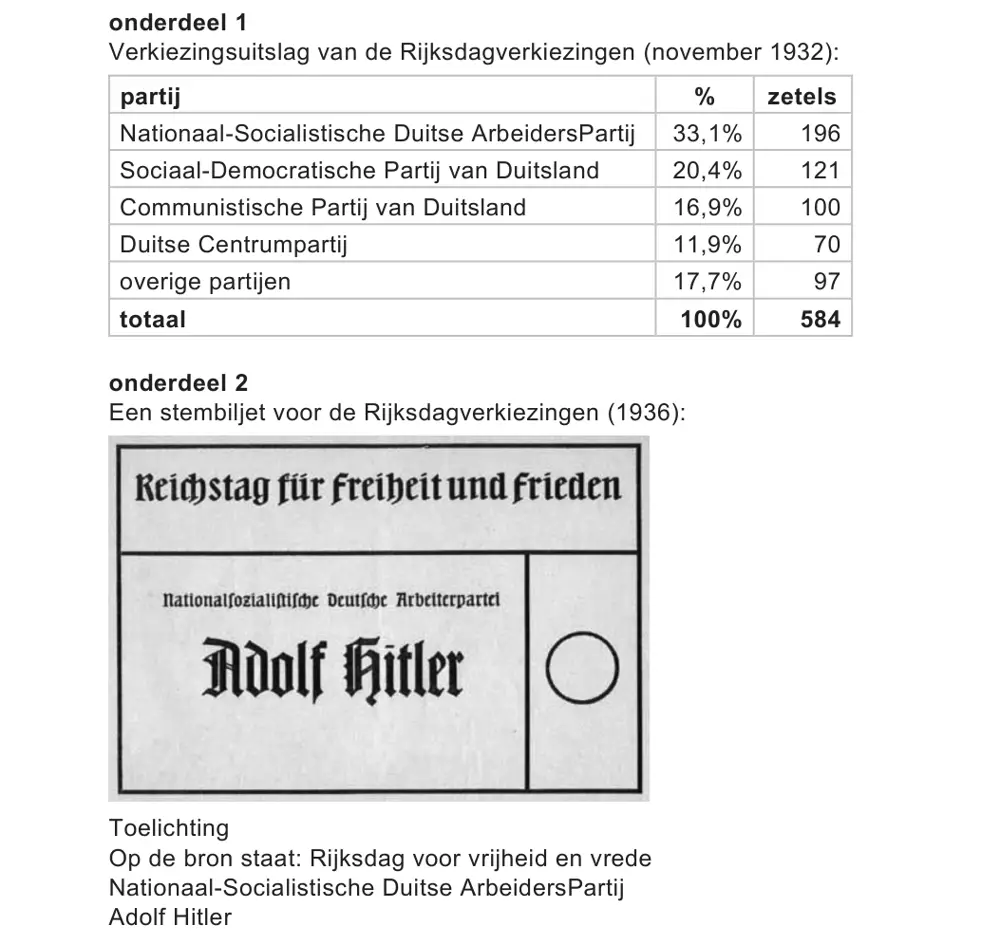 onderdeel 1
Verkiezingsuitslag van de Rijksdagverkiezingen (november 1932):
partij % zetels
Nationaal-Socialistische Duitse ArbeidersPartij 33,1% 196
Sociaal-Democratische Partij van Duitsland 20,4% 121
Communistische Partij van Duitsland 16,9% 100
Duitse Centrumpartij 11,9% 70
overige partijen 17,7% 97
totaal 100% 584
onderdeel 2
Een stembiljet voor de Rijksdagverkiezingen (1936):
Reichstag für Freiheit und Frieden
Nationalsozialistische Deutsche Arbeiterpartei
Adolf Hitler
Toelichting
Op de bron staat: Rijksdag voor vrijheid en vrede
Nationaal-Socialistische Duitse ArbeidersPartij
Adolf Hitler